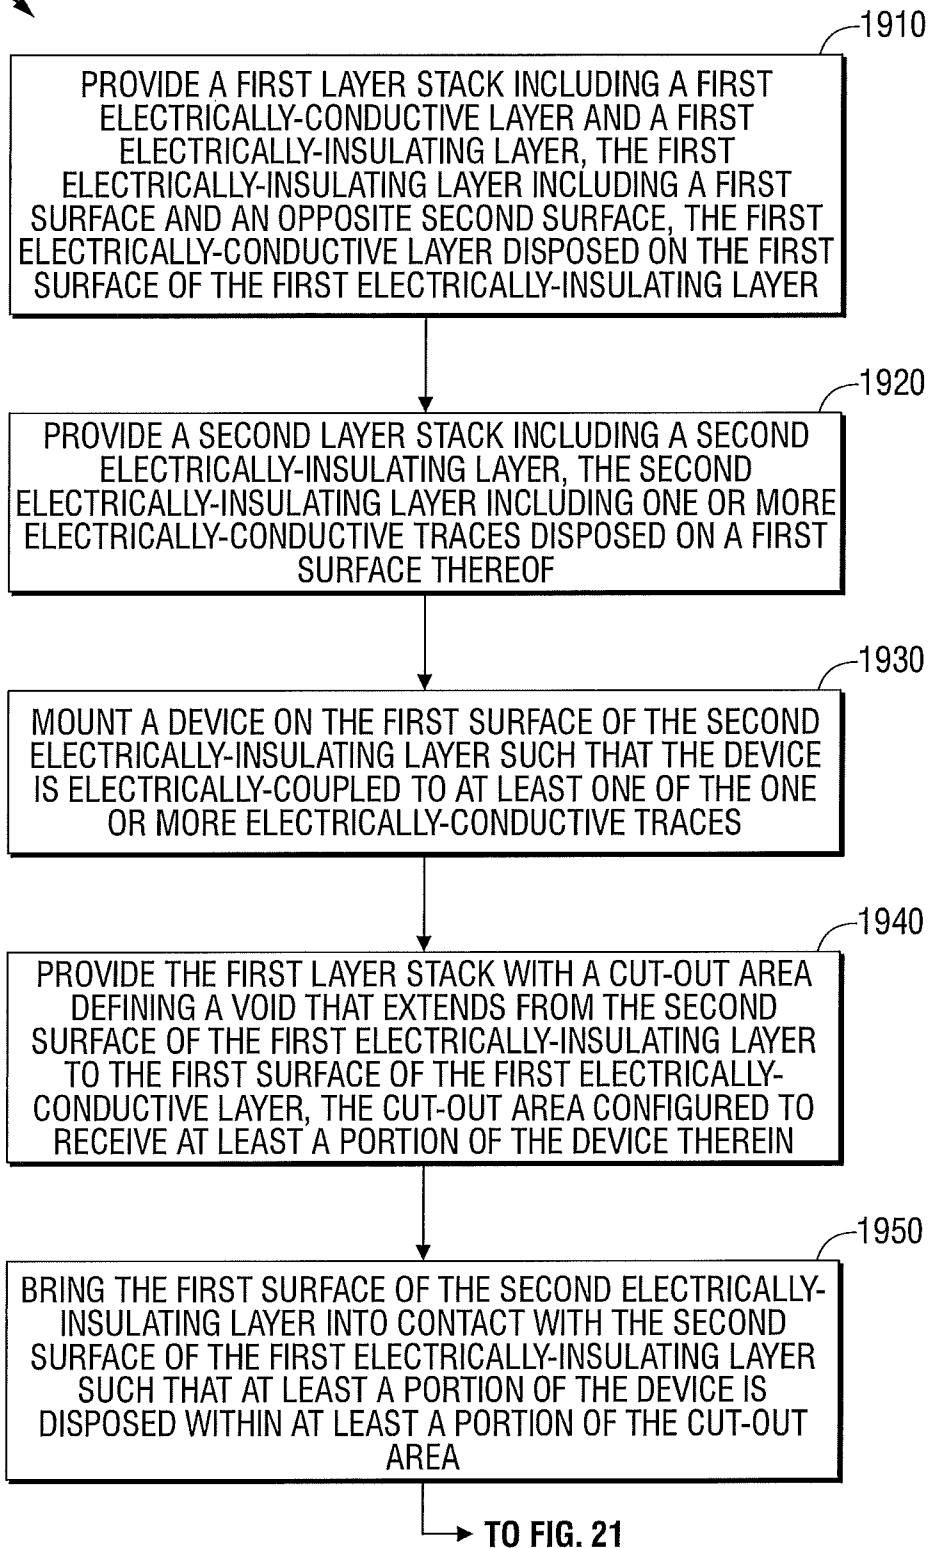 1910
PROVIDE A FIRST LAYER STACK INCLUDING A FIRST
ELECTRICALLY-CONDUCTIVE LAYER AND A FIRST
ELECTRICALLY-INSULATING LAYER, THE FIRST
ELECTRICALLY-INSULATING LAYER INCLUDING A FIRST
SURFACE AND AN OPPOSITE SECOND SURFACE, THE FIRST
ELECTRICALLY-CONDUCTIVE LAYER DISPOSED ON THE FIRST
SURFACE OF THE FIRST ELECTRICALLY-INSULATING LAYER
1920
PROVIDE A SECOND LAYER STACK INCLUDING A SECOND
ELECTRICALLY-INSULATING LAYER, THE SECOND
ELECTRICALLY-INSULATING LAYER INCLUDING ONE OR MORE
ELECTRICALLY-CONDUCTIVE TRACES DISPOSED ON A FIRST
SURFACE THEREOF
1930
MOUNT A DEVICE ON THE FIRST SURFACE OF THE SECOND
ELECTRICALLY-INSULATING LAYER SUCH THAT THE DEVICE
IS ELECTRICALLY-COUPLED TO AT LEAST ONE OF THE ONE
OR MORE ELECTRICALLY-CONDUCTIVE TRACES
1940
PROVIDE THE FIRST LAYER STACK WITH A CUT-OUT AREA
DEFINING A VOID THAT EXTENDS FROM THE SECOND
SURFACE OF THE FIRST ELECTRICALLY-INSULATING LAYER
TO THE FIRST SURFACE OF THE FIRST ELECTRICALLY-
CONDUCTIVE LAYER, THE CUT-OUT AREA CONFIGURED TO
RECEIVE AT LEAST A PORTION OF THE DEVICE THEREIN
1950
BRING THE FIRST SURFACE OF THE SECOND ELECTRICALLY-
INSULATING LAYER INTO CONTACT WITH THE SECOND
SURFACE OF THE FIRST ELECTRICALLY-INSULATING LAYER
SUCH THAT AT LEAST A PORTION OF THE DEVICE IS
DISPOSED WITHIN AT LEAST A PORTION OF THE CUT-OUT
AREA
TO FIG. 21